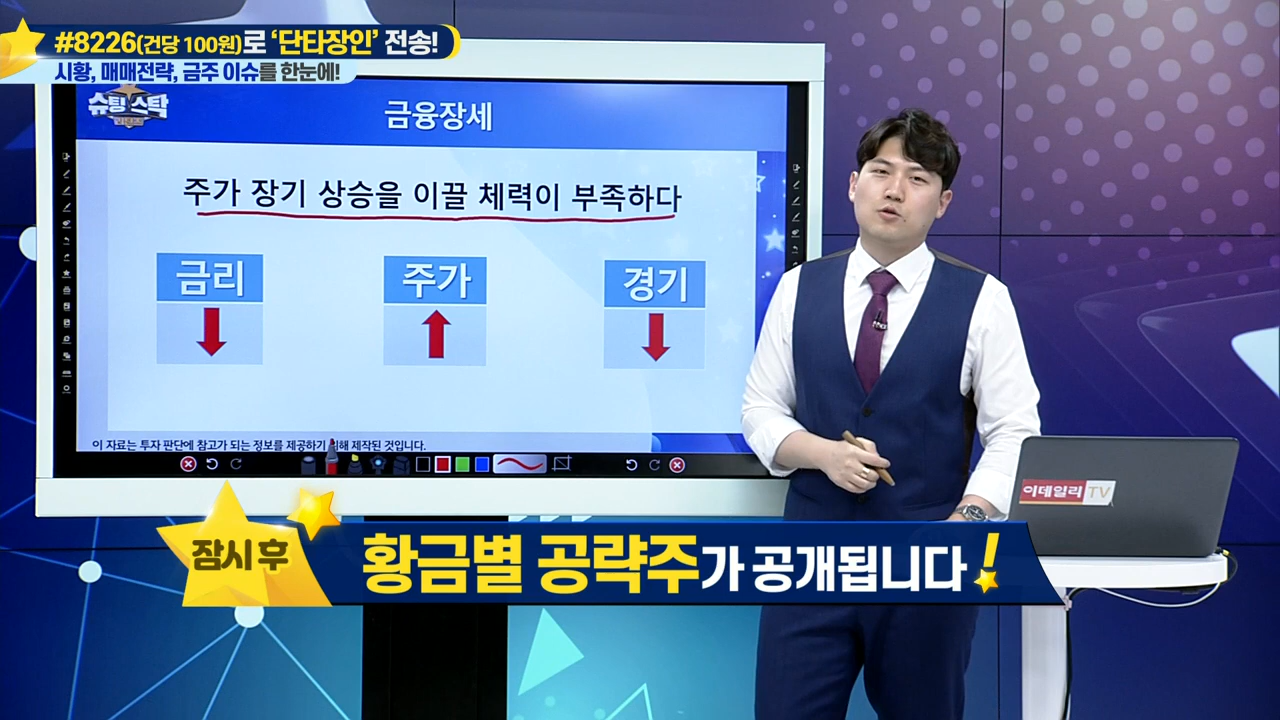 #8226(건당 100원)로 ‘단타장인’ 전송!
시황, 매매전략, 금주 이슈를 한눈에!
슈팅스탁
금융장세
주가 장기 상승을 이끌 체력이 부족하다
금리
주가
경기
이 자료는 투자 판단에 참고가 되는 정보를 제공하기 위해 제작된 것입니다.
이데일리 TV
잠시 후
황금별 공략주가 공개됩니다!